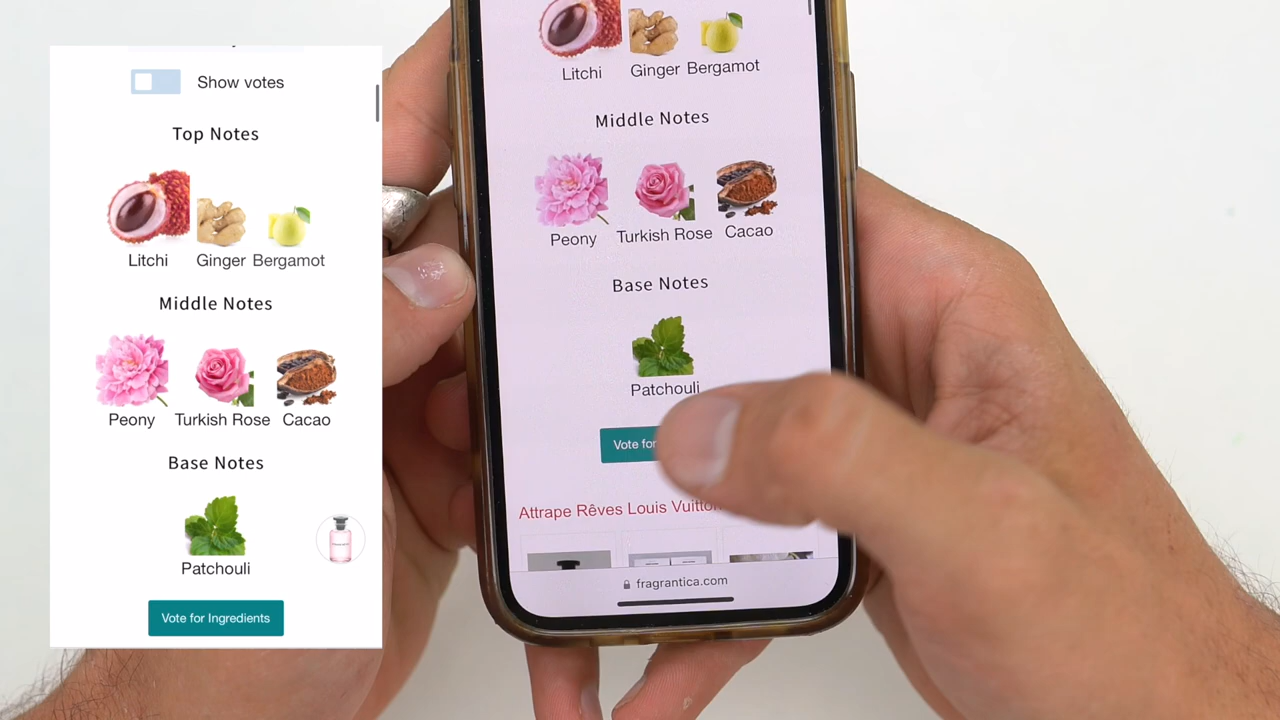 Show votes
Top Notes
Litchi Ginger Bergamot
Middle Notes
Peony Turkish Rose Cacao
Base Notes
Patchouli
Vote for Ingredients
Litchi Ginger Bergamot
Middle Notes
Peony Turkish Rose Cacao
Base Notes
Patchouli
Vote for
Attrape Rêves Louis Vuitton
fragrantica.com